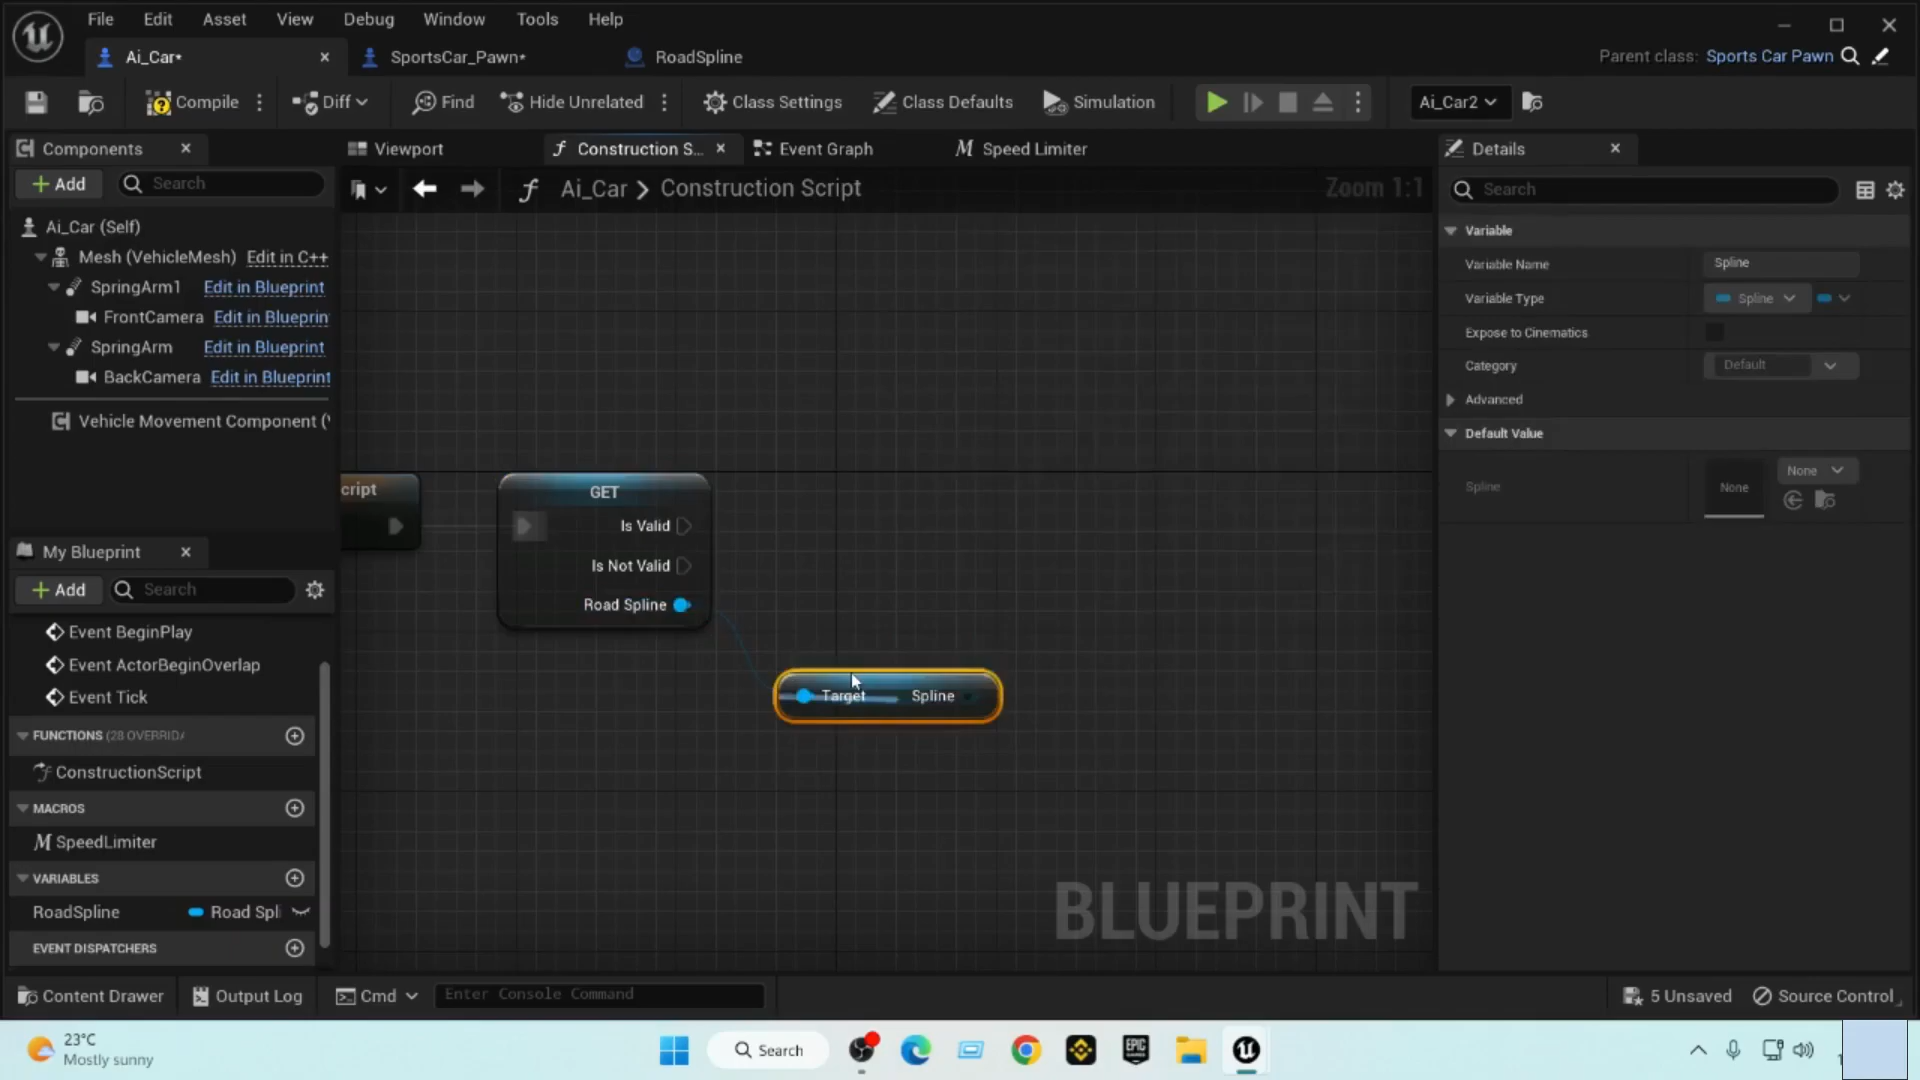 File Edit Asset View Debug Window Tools Help
Ai_Car* SportsCar_Pawn* RoadSpline
Parent class: Sports Car Pawn
Compile Diff Find Hide Unrelated Class Settings Class Defaults Simulation Ai_Car2
Components
Viewport Construction S... Event Graph Speed Limiter
Details
Add Search
Ai_Car > Construction Script
Zoom 1:1
Search
Ai_Car (Self)
Mesh (VehicleMesh) Edit in C++
SpringArm1 Edit in Blueprint
FrontCamera Edit in Blueprin
SpringArm Edit in Blueprint
BackCamera Edit in Blueprint
Vehicle Movement Component (
Variable
Variable Name Spline
Variable Type Spline
Expose to Cinematics
Category Default
Advanced
Default Value
Spline None None
cript
GET
Is Valid
Is Not Valid
Road Spline
Target Spline
BLUEPRINT
My Blueprint
Add Search
Event BeginPlay
Event ActorBeginOverlap
Event Tick
FUNCTIONS (28 OVERRID
ConstructionScript
MACROS
SpeedLimiter
VARIABLES
RoadSpline Road Spli
EVENT DISPATCHERS
Content Drawer Output Log Cmd Enter Console Command 5 Unsaved Source Control
23°C
Mostly sunny
Search
EPIC
GAMES